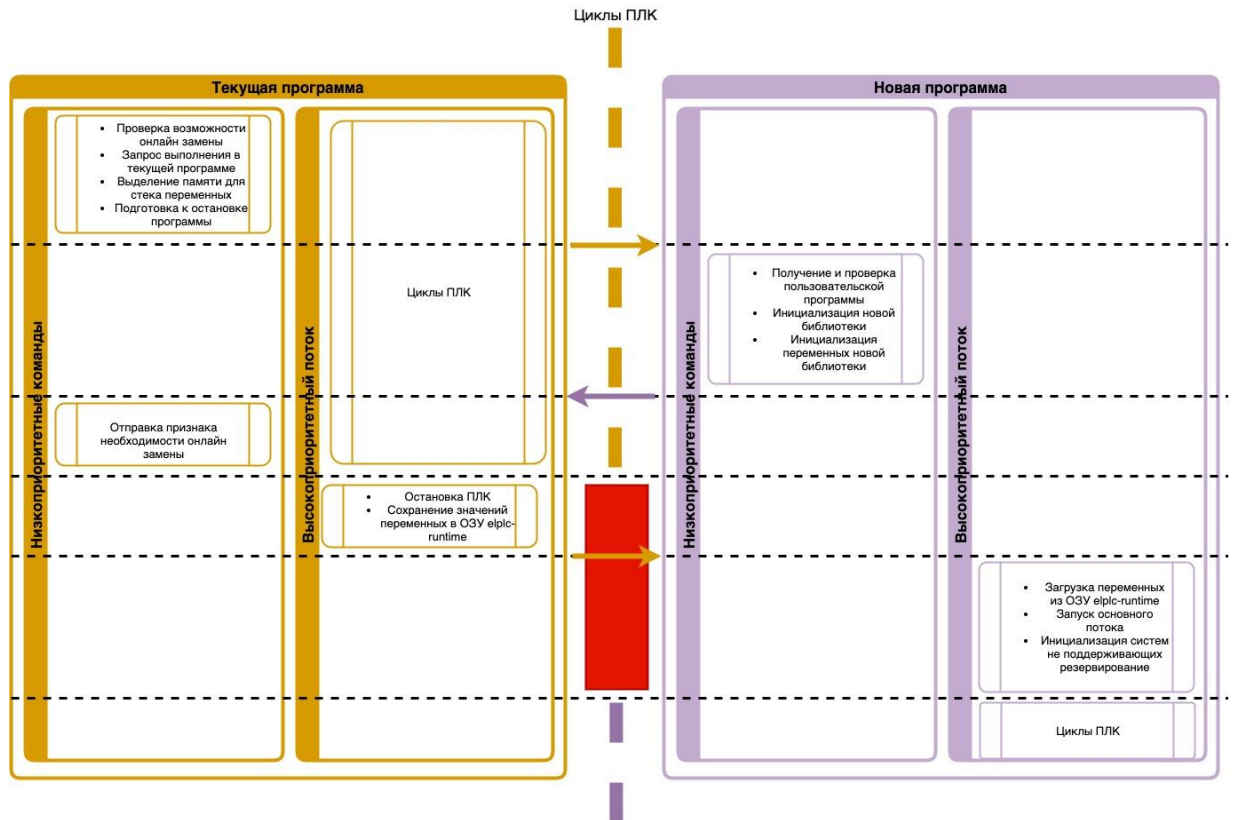 Циклы ПЛК
Текущая программа
Низкоприоритетные команды
• Проверка возможности
онлайн замены
• Запрос выполнения в
текущей программе
• Выделение памяти для
стека переменных
• Подготовка к остановке
программы
Отправка признака
необходимости онлайн
замены
Высокоприоритетный поток
Циклы ПЛК
• Остановка ПЛК
• Сохранение значений
переменных в ОЗУ elplc-
runtime
Новая программа
Низкоприоритетные команды
• Получение и проверка
пользовательской
программы
• Инициализация новой
библиотеки
• Инициализация
переменных новой
библиотеки
Высокоприоритетный поток
• Загрузка переменных
из ОЗУ elplc-runtime
• Запуск основного
потока
• Инициализация систем
не поддерживающих
резервирование
Циклы ПЛК